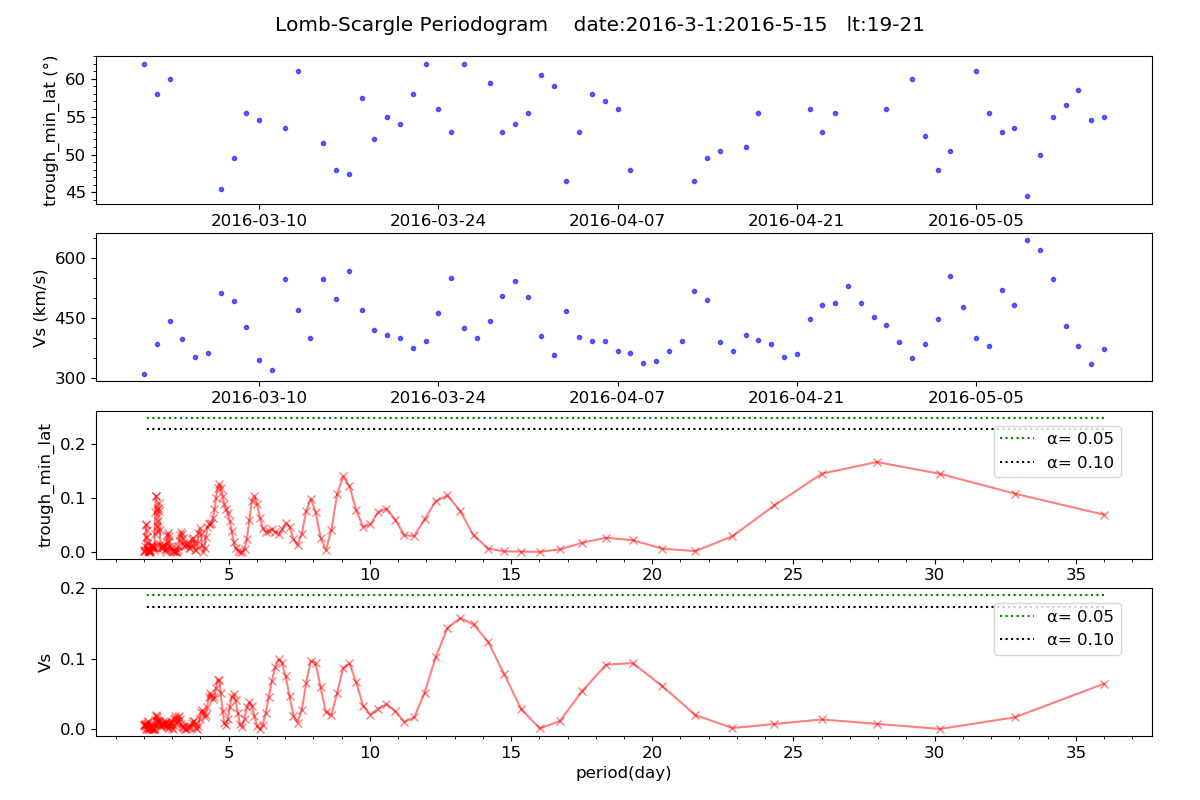 Lomb-Scargle Periodogram    date:2016-3-1:2016-5-15   lt:19-21
trough_min_lat (°)
60
55
50
45
2016-03-10 2016-03-24 2016-04-07 2016-04-21 2016-05-05
Vs (km/s)
600
450
300
2016-03-10 2016-03-24 2016-04-07 2016-04-21 2016-05-05
trough_min_lat
0.2
0.1
0.0
α= 0.05
α= 0.10
5 10 15 20 25 30 35
Vs
0.2
0.1
0.0
α= 0.05
α= 0.10
5 10 15 20 25 30 35
period(day)